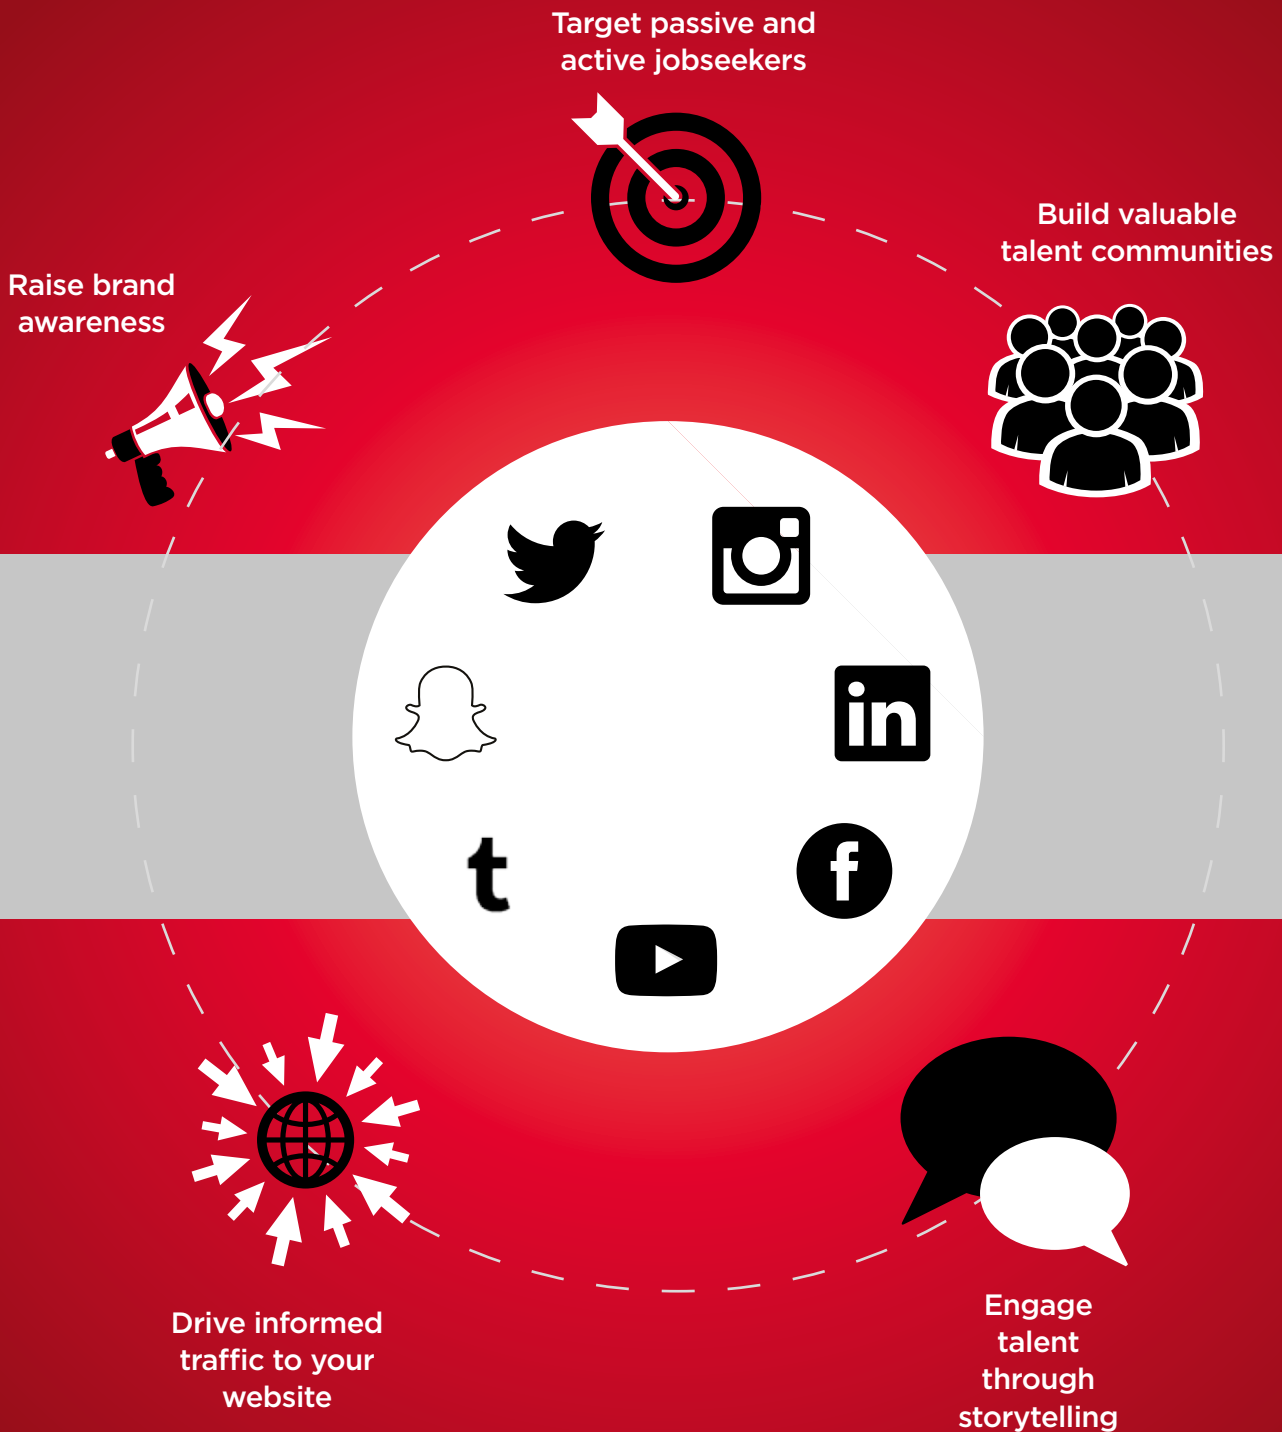 Target passive and
active jobseekers
Build valuable
talent communities
Raise brand
awareness
in
t
f
Drive informed
traffic to your
website
Engage
talent
through
storytelling